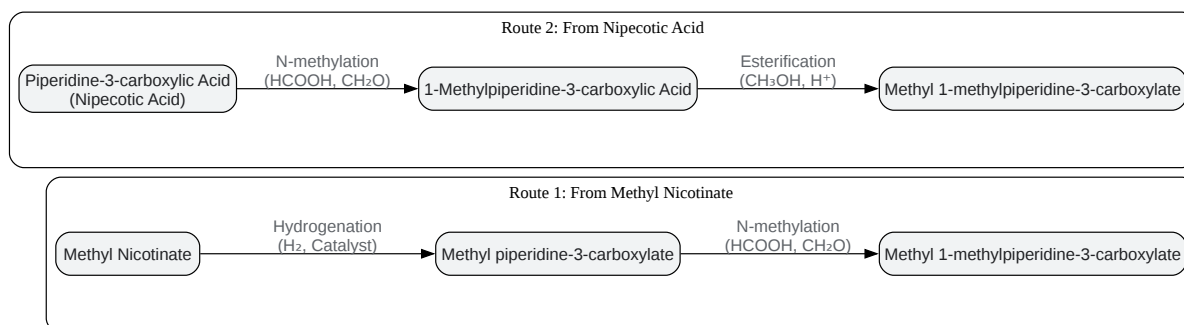 Route 2: From Nipecotic Acid
N-methylation
(HCOOH, CH₂O)
Esterification
(CH₃OH, H⁺)
Piperidine-3-carboxylic Acid
(Nipecotic Acid)
1-Methylpiperidine-3-carboxylic Acid
Methyl 1-methylpiperidine-3-carboxylate
Route 1: From Methyl Nicotinate
Hydrogenation
(H₂, Catalyst)
N-methylation
(HCOOH, CH₂O)
Methyl Nicotinate
Methyl piperidine-3-carboxylate
Methyl 1-methylpiperidine-3-carboxylate